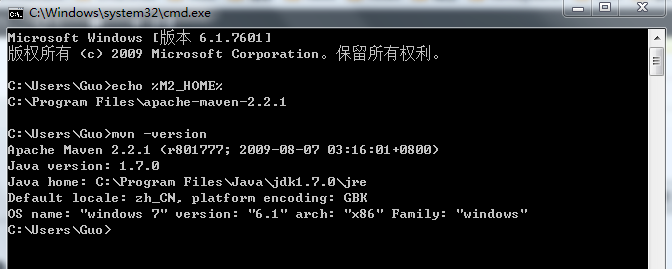 C:\Windows\system32\cmd.exe
Microsoft Windows [版本 6.1.7601]
版权所有 (c) 2009 Microsoft Corporation。保留所有权利。
C:\Users\Guo>echo %M2_HOME%
C:\Program Files\apache-maven-2.2.1
C:\Users\Guo>mvn -version
Apache Maven 2.2.1 (r801777; 2009-08-07 03:16:01+0800)
Java version: 1.7.0
Java home: C:\Program Files\Java\jdk1.7.0\jre
Default locale: zh_CN, platform encoding: GBK
OS name: "windows 7" version: "6.1" arch: "x86" Family: "windows"
C:\Users\Guo>